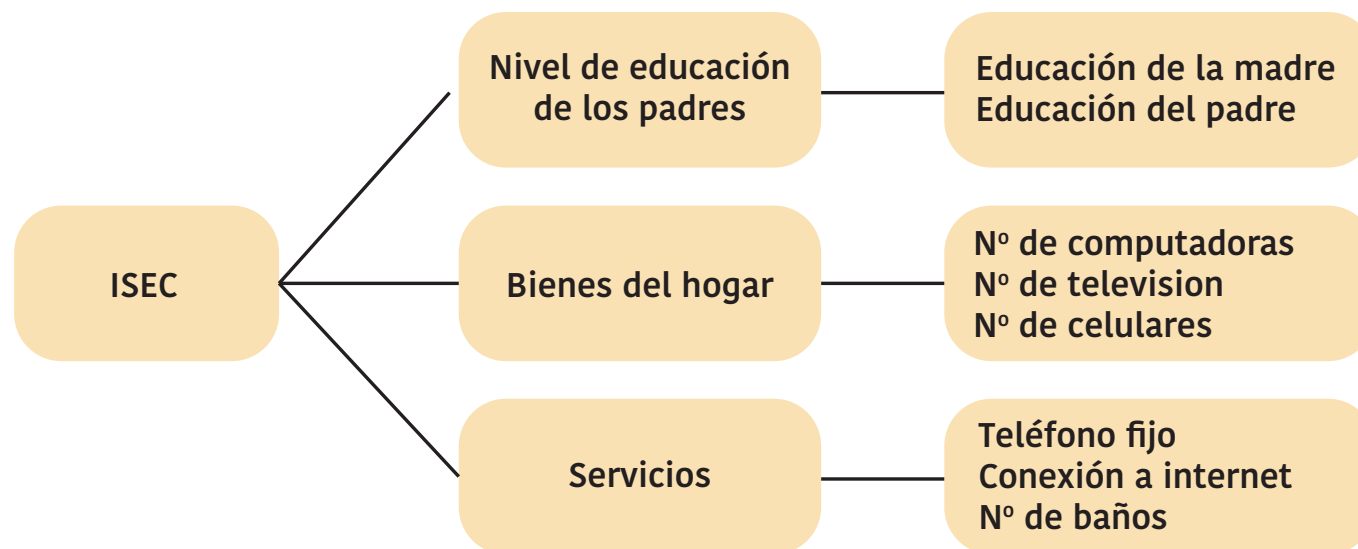 Nivel de educación
de los padres
Educación de la madre
Educación del padre
ISEC
Bienes del hogar
Nº de computadoras
Nº de television
Nº de celulares
Servicios
Teléfono fijo
Conexión a internet
Nº de baños